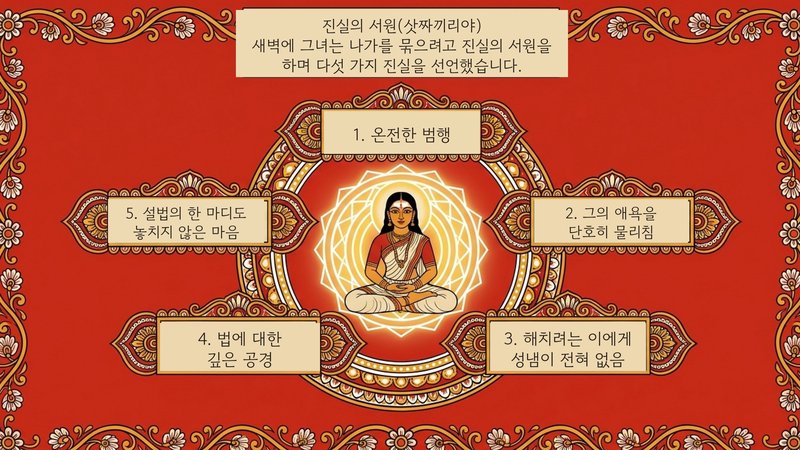 진실의 서원(삿짜끼리야)
새벽에 그녀는 나가를 묶으려고 진실의 서원을
하며 다섯 가지 진실을 선언했습니다.
1. 온전한 범행
2. 그의 애욕을
단호히 물리침
3. 해치려는 이에게
성냄이 전혀 없음
4. 법에 대한
깊은 공경
5. 설법의 한 마디도
놓치지 않은 마음